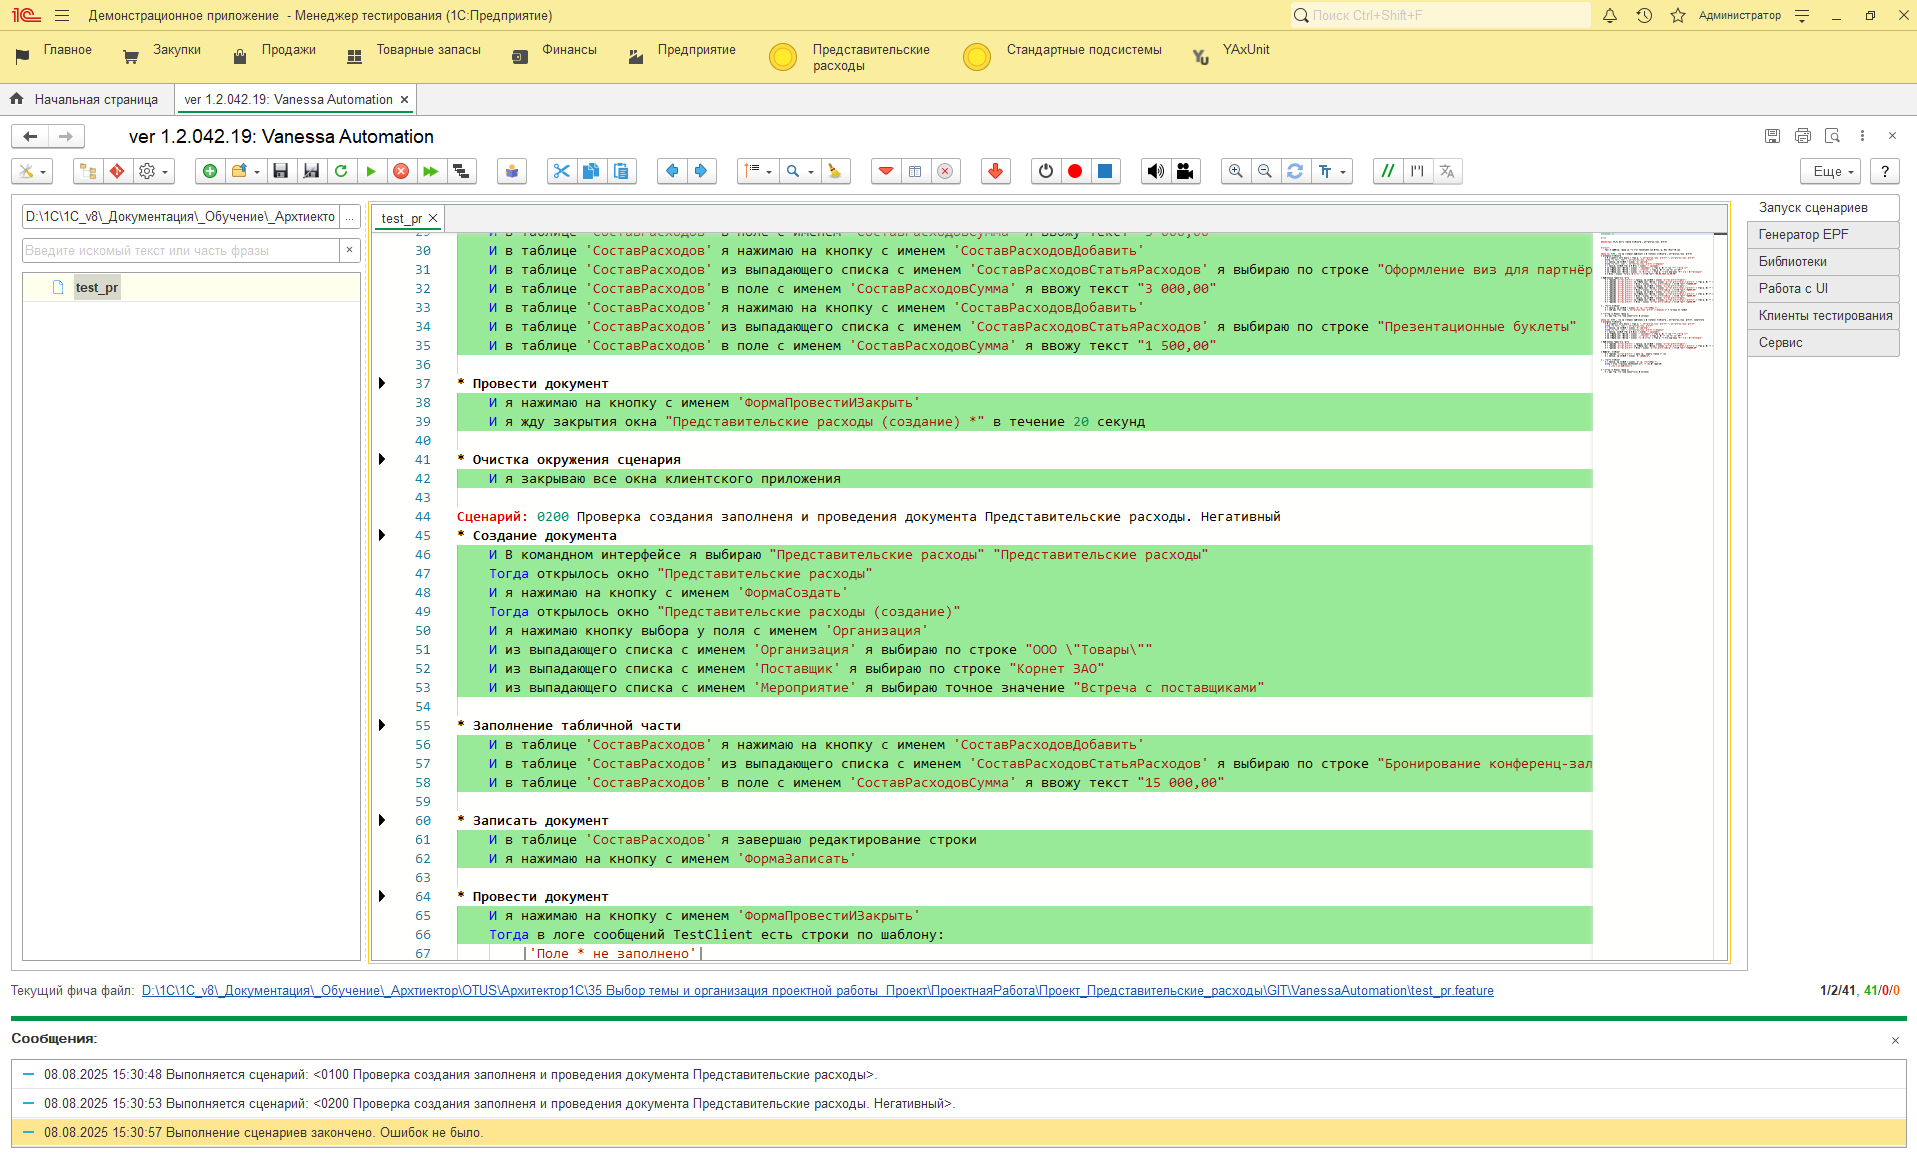 Демонстрационное приложение - Менеджер тестирования (1С:Предприятие)
Поиск Ctrl+Shift+F
Администратор
Главное
Закупки
Продажи
Товарные запасы
Финансы
Предприятие
Представительские расходы
Стандартные подсистемы
YAxUnit
Начальная страница
ver 1.2.042.19: Vanessa Automation ×
ver 1.2.042.19: Vanessa Automation
Еще
?
D:\1C\1C_v8\_Документация\_Обучение\_Архтиекто ...
Введите искомый текст или часть фразы ×
test_pr
test_pr ×
29 И в таблице 'СоставРасходов' в поле с именем 'СоставРасходовСумма' я ввожу текст
30 И в таблице 'СоставРасходов' я нажимаю на кнопку с именем 'СоставРасходовДобавить'
31 И в таблице 'СоставРасходов' из выпадающего списка с именем 'СоставРасходовСтатьяРасходов' я выбираю по строке "Оформление виз для партнёр
32 И в таблице 'СоставРасходов' в поле с именем 'СоставРасходовСумма' я ввожу текст "3 000,00"
33 И в таблице 'СоставРасходов' я нажимаю на кнопку с именем 'СоставРасходовДобавить'
34 И в таблице 'СоставРасходов' из выпадающего списка с именем 'СоставРасходовСтатьяРасходов' я выбираю по строке "Презентационные буклеты"
35 И в таблице 'СоставРасходов' в поле с именем 'СоставРасходовСумма' я ввожу текст "1 500,00"
36
37 * Провести документ
38 И я нажимаю на кнопку с именем 'ФормаПровестиИЗакрыть'
39 И я жду закрытия окна "Представительские расходы (создание) *" в течение 20 секунд
40
41 * Очистка окружения сценария
42 И я закрываю все окна клиентского приложения
43
44 Сценарий: 0200 Проверка создания заполненя и проведения документа Представительские расходы. Негативный
45 * Создание документа
46 И В командном интерфейсе я выбираю "Представительские расходы" "Представительские расходы"
47 Тогда открылось окно "Представительские расходы"
48 И я нажимаю на кнопку с именем 'ФормаСоздать'
49 Тогда открылось окно "Представительские расходы (создание)"
50 И я нажимаю кнопку выбора у поля с именем 'Организация'
51 И из выпадающего списка с именем 'Организация' я выбираю по строке "ООО \"Товары\""
52 И из выпадающего списка с именем 'Поставщик' я выбираю по строке "Корнет ЗАО"
53 И из выпадающего списка с именем 'Мероприятие' я выбираю точное значение "Встреча с поставщиками"
54
55 * Заполнение табличной части
56 И в таблице 'СоставРасходов' я нажимаю на кнопку с именем 'СоставРасходовДобавить'
57 И в таблице 'СоставРасходов' из выпадающего списка с именем 'СоставРасходовСтатьяРасходов' я выбираю по строке "Бронирование конференц-зал
58 И в таблице 'СоставРасходов' в поле с именем 'СоставРасходовСумма' я ввожу текст "15 000,00"
59
60 * Записать документ
61 И в таблице 'СоставРасходов' я завершаю редактирование строки
62 И я нажимаю на кнопку с именем 'ФормаЗаписать'
63
64 * Провести документ
65 И я нажимаю на кнопку с именем 'ФормаПровестиИЗакрыть'
66 Тогда в логе сообщений TestClient есть строки по шаблону:
67 |'Поле * не заполнено'|
Запуск сценариев
Генератор EPF
Библиотеки
Работа с UI
Клиенты тестирования
Сервис
Текущий фича файл: D:\1C\1C_v8\_Документация\_Обучение\_Архтиектор\OTUS\Архитектор1С\35 Выбор темы и организация проектной работы_Проект\ПроектнаяРабота\Проект_Представительские_расходы\GIT\VanessaAutomation\test_pr.feature
1/2/41, 41/0/0
Сообщения:
08.08.2025 15:30:48 Выполняется сценарий: <0100 Проверка создания заполненя и проведения документа Представительские расходы>.
08.08.2025 15:30:53 Выполняется сценарий: <0200 Проверка создания заполненя и проведения документа Представительские расходы. Негативный>.
08.08.2025 15:30:57 Выполнение сценариев закончено. Ошибок не было.